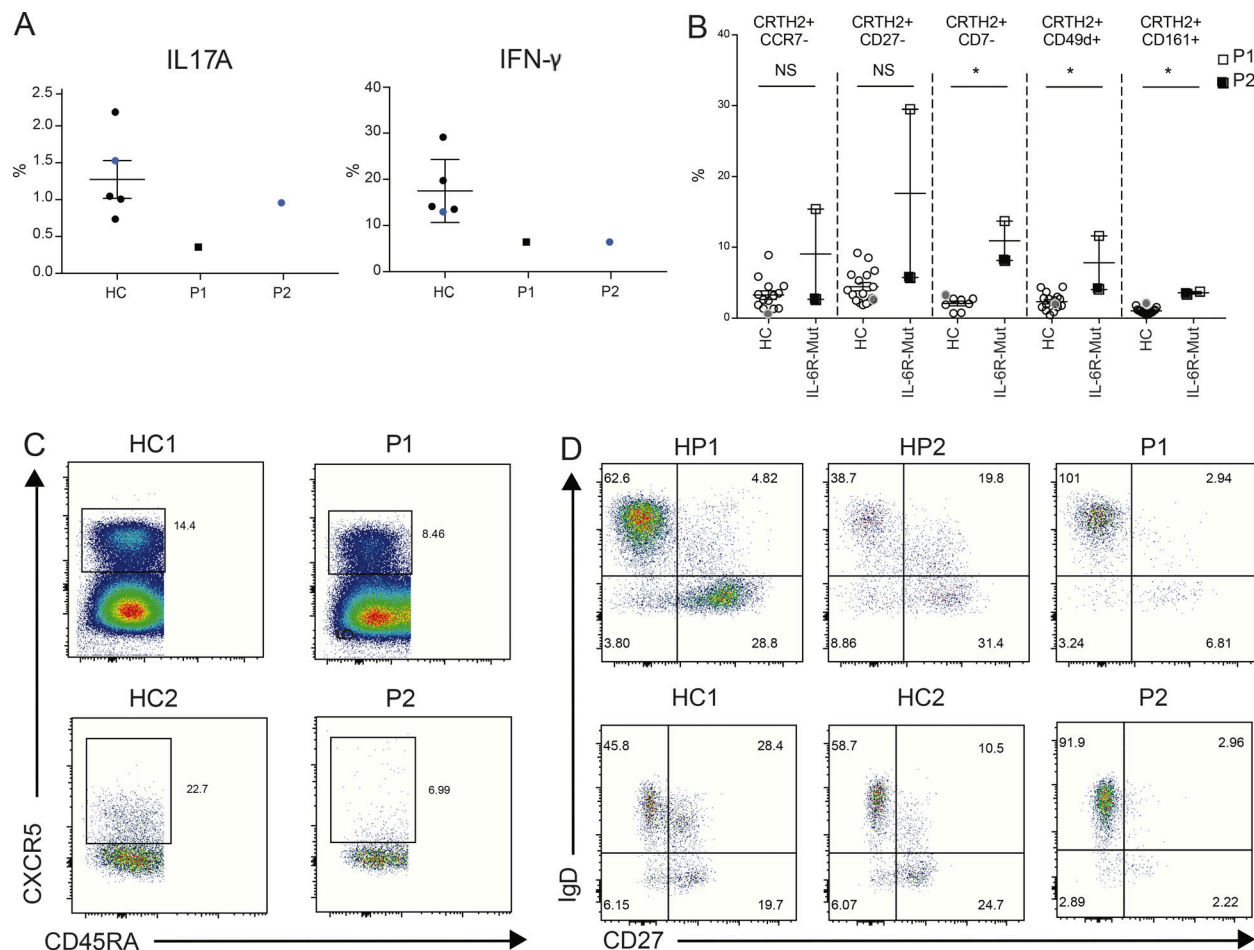 A
IL17A
2.5
2.0
1.5
1.0
0.5
0.0
%
HC
P1
P2
IFN-γ
40
30
20
10
0
%
HC
P1
P2
B
CRTH2+
CCR7-
CRTH2+
CD27-
CRTH2+
CD7-
CRTH2+
CD49d+
CRTH2+
CD161+
P1
P2
NS
NS
*
*
*
40
30
20
10
0
%
HC
IL-6R-Mut
HC
IL-6R-Mut
HC
IL-6R-Mut
HC
IL-6R-Mut
HC
IL-6R-Mut
C
HC1
14.4
P1
8.46
HC2
22.7
P2
6.99
CXCR5
CD45RA
D
HP1
62.6
4.82
3.80
28.8
HP2
38.7
19.8
8.86
31.4
P1
101
2.94
3.24
6.81
HC1
45.8
28.4
6.15
19.7
HC2
58.7
10.5
6.07
24.7
P2
91.9
2.96
2.89
2.22
IgD
CD27